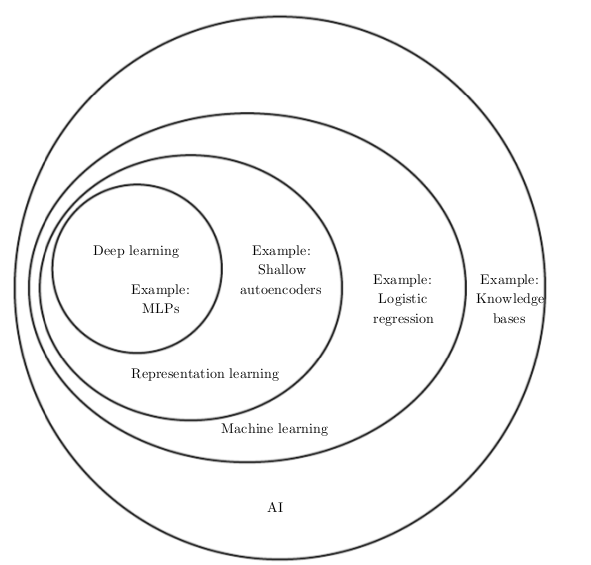 Deep learning
Example:
MLPs
Example:
Shallow
autoencoders
Example:
Logistic
regression
Example:
Knowledge
bases
Representation learning
Machine learning
AI